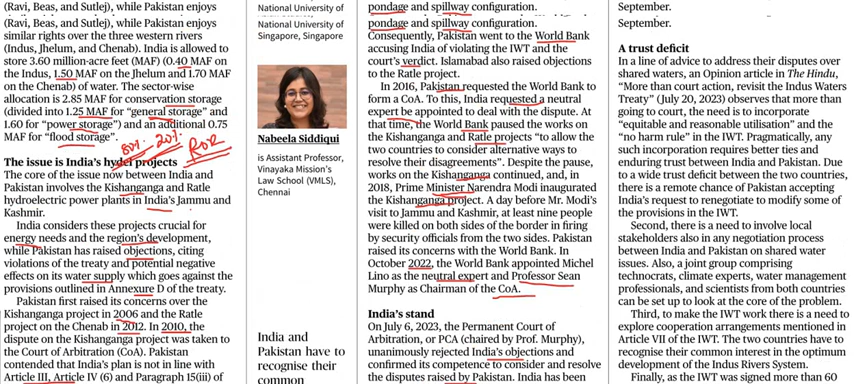 (Ravi, Beas, and Sutlej), while Pakistan enjoys
(Ravi, Beas, and Sutlej), while Pakistan enjoys
similar rights over the three western rivers
(Indus, Jhelum, and Chenab). India is allowed to
store 3.60 million-acre feet (MAF) (0.40 MAF on
the Indus, 1.50 MAF on the Jhelum and 1.70 MAF
on the Chenab) of water. The sector-wise
allocation is 2.85 MAF for conservation storage
(divided into 1.25 MAF for “general storage” and
1.60 for “power storage”) and an additional 0.75
MAF for “flood storage”.
80% - 20% ROR
The issue is India’s hydel projects
The core of the issue now between India and
Pakistan involves the Kishanganga and Ratle
hydroelectric power plants in India’s Jammu and
Kashmir.
India considers these projects crucial for
energy needs and the region’s development,
while Pakistan has raised objections, citing
violations of the treaty and potential negative
effects on its water supply which goes against the
provisions outlined in Annexure D of the treaty.
Pakistan first raised its concerns over the
Kishanganga project in 2006 and the Ratle
project on the Chenab in 2012. In 2010, the
dispute on the Kishanganga project was taken to
the Court of Arbitration (CoA). Pakistan
contended that India’s plan is not in line with
Article III, Article IV (6) and Paragraph 15(iii) of
National University of
National University of
Singapore, Singapore
Nabeela Siddiqui
is Assistant Professor,
Vinayaka Mission’s
Law School (VMLS),
Chennai
India and
Pakistan have to
recognise their
common
pondage and spillway configuration.
pondage and spillway configuration.
Consequently, Pakistan went to the World Bank
accusing India of violating the IWT and the
court’s verdict. Islamabad also raised objections
to the Ratle project.
In 2016, Pakistan requested the World Bank to
form a CoA. To this, India requested a neutral
expert be appointed to deal with the dispute. At
that time, the World Bank paused the works on
the Kishanganga and Ratle projects “to allow the
two countries to consider alternative ways to
resolve their disagreements”. Despite the pause,
works on the Kishanganga continued, and, in
2018, Prime Minister Narendra Modi inaugurated
the Kishanganga project. A day before Mr. Modi’s
visit to Jammu and Kashmir, at least nine people
were killed on both sides of the border in firing
by security officials from the two sides. Pakistan
raised its concerns with the World Bank. In
October 2022, the World Bank appointed Michel
Lino as the neutral expert and Professor Sean
Murphy as Chairman of the CoA.
India’s stand
On July 6, 2023, the Permanent Court of
Arbitration, or PCA (chaired by Prof. Murphy),
unanimously rejected India’s objections and
confirmed its competence to consider and resolve
the disputes raised by Pakistan. India has been
September.
September.
A trust deficit
In a line of advice to address their disputes over
shared waters, an Opinion article in The Hindu,
“More than court action, revisit the Indus Waters
Treaty” (July 20, 2023) observes that more than
going to court, the need is to incorporate
“equitable and reasonable utilisation” and the
“no harm rule” in the IWT. Pragmatically, any
such incorporation requires better ties and
enduring trust between India and Pakistan. Due
to a wide trust deficit between the two countries,
there is a remote chance of Pakistan accepting
India’s request to renegotiate to modify some of
the provisions in the IWT.
Second, there is a need to involve local
stakeholders also in any negotiation process
between India and Pakistan on shared water
issues. Also, a joint group comprising
technocrats, climate experts, water management
professionals, and scientists from both countries
can be set up to look at the core of the problem.
Third, to make the IWT work there is a need to
explore cooperation arrangements mentioned in
Article VII of the IWT. The two countries have to
recognise their common interest in the optimum
development of the Indus Rivers System.
Finally, as the IWT was signed more than 60